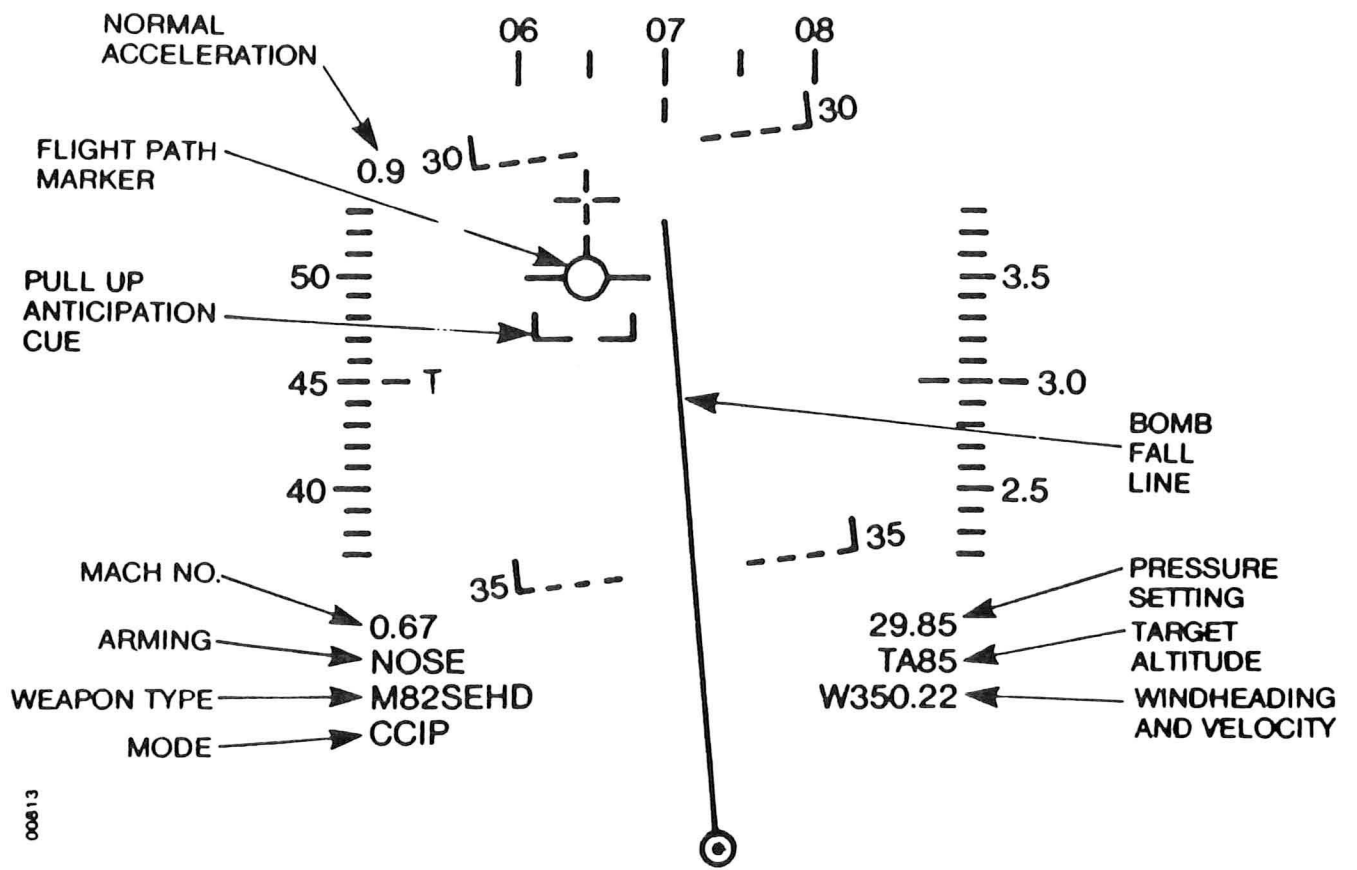 NORMAL
ACCELERATION
06 07 08
30
FLIGHT PATH
MARKER
0.9 30
PULL UP
ANTICIPATION
CUE
50
45 T
40
3.5
3.0
2.5
BOMB
FALL
LINE
35
35
MACH NO.
0.67
ARMING
NOSE
WEAPON TYPE
M82SEHD
MODE
CCIP
29.85
PRESSURE
SETTING
TA85
TARGET
ALTITUDE
W350.22
WINDHEADING
AND VELOCITY
00813